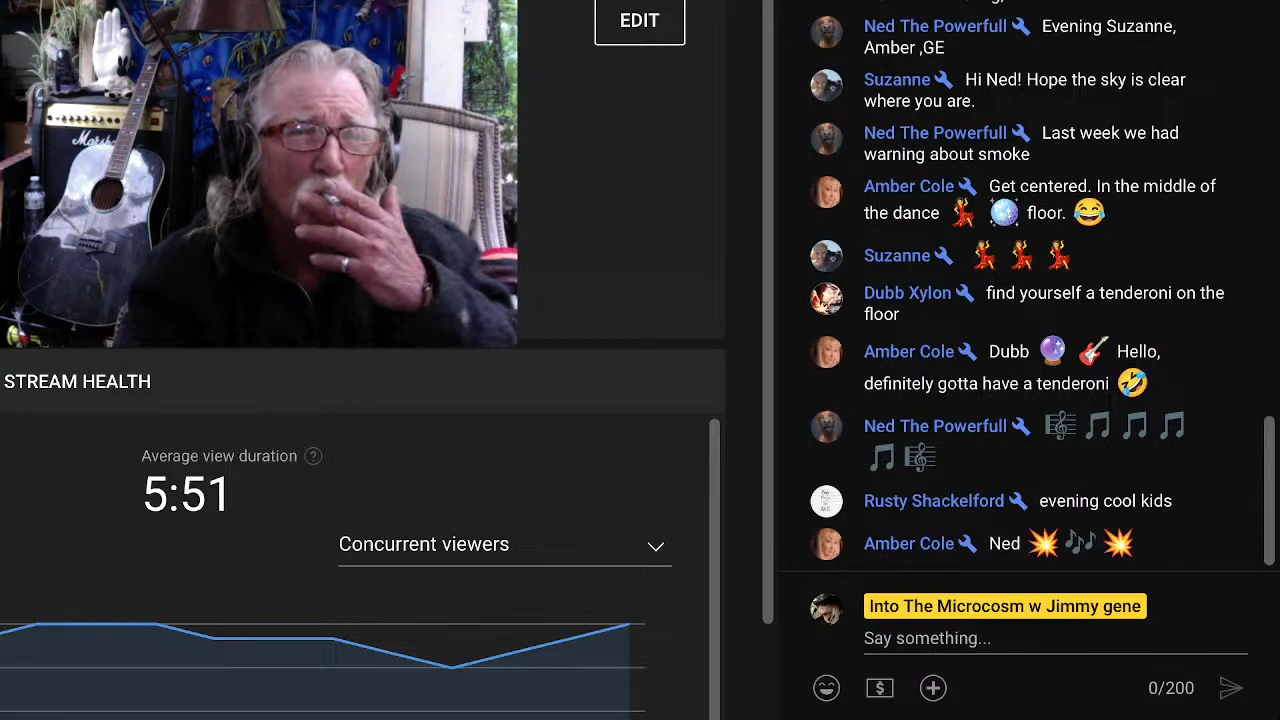 EDIT
Marshall
STREAM HEALTH
Average view duration ?
5:51
Concurrent viewers
Ned The Powerfull Evening Suzanne,
Amber ,GE
Suzanne Hi Ned! Hope the sky is clear
where you are.
Ned The Powerfull Last week we had
warning about smoke
Amber Cole Get centered. In the middle of
the dance 💃 🪩 floor. 😂
Suzanne 💃 💃 💃
Dubb Xylon find yourself a tenderoni on the
floor
Amber Cole Dubb 🔮 🎸 Hello,
definitely gotta have a tenderoni 🤣
Ned The Powerfull 🎼 🎵 🎵 🎵
🎵 🎼
Rusty Shackelford evening cool kids
Amber Cole Ned 💥 🎶 💥
Into The Microcosm w Jimmy gene
Say something...
0/200